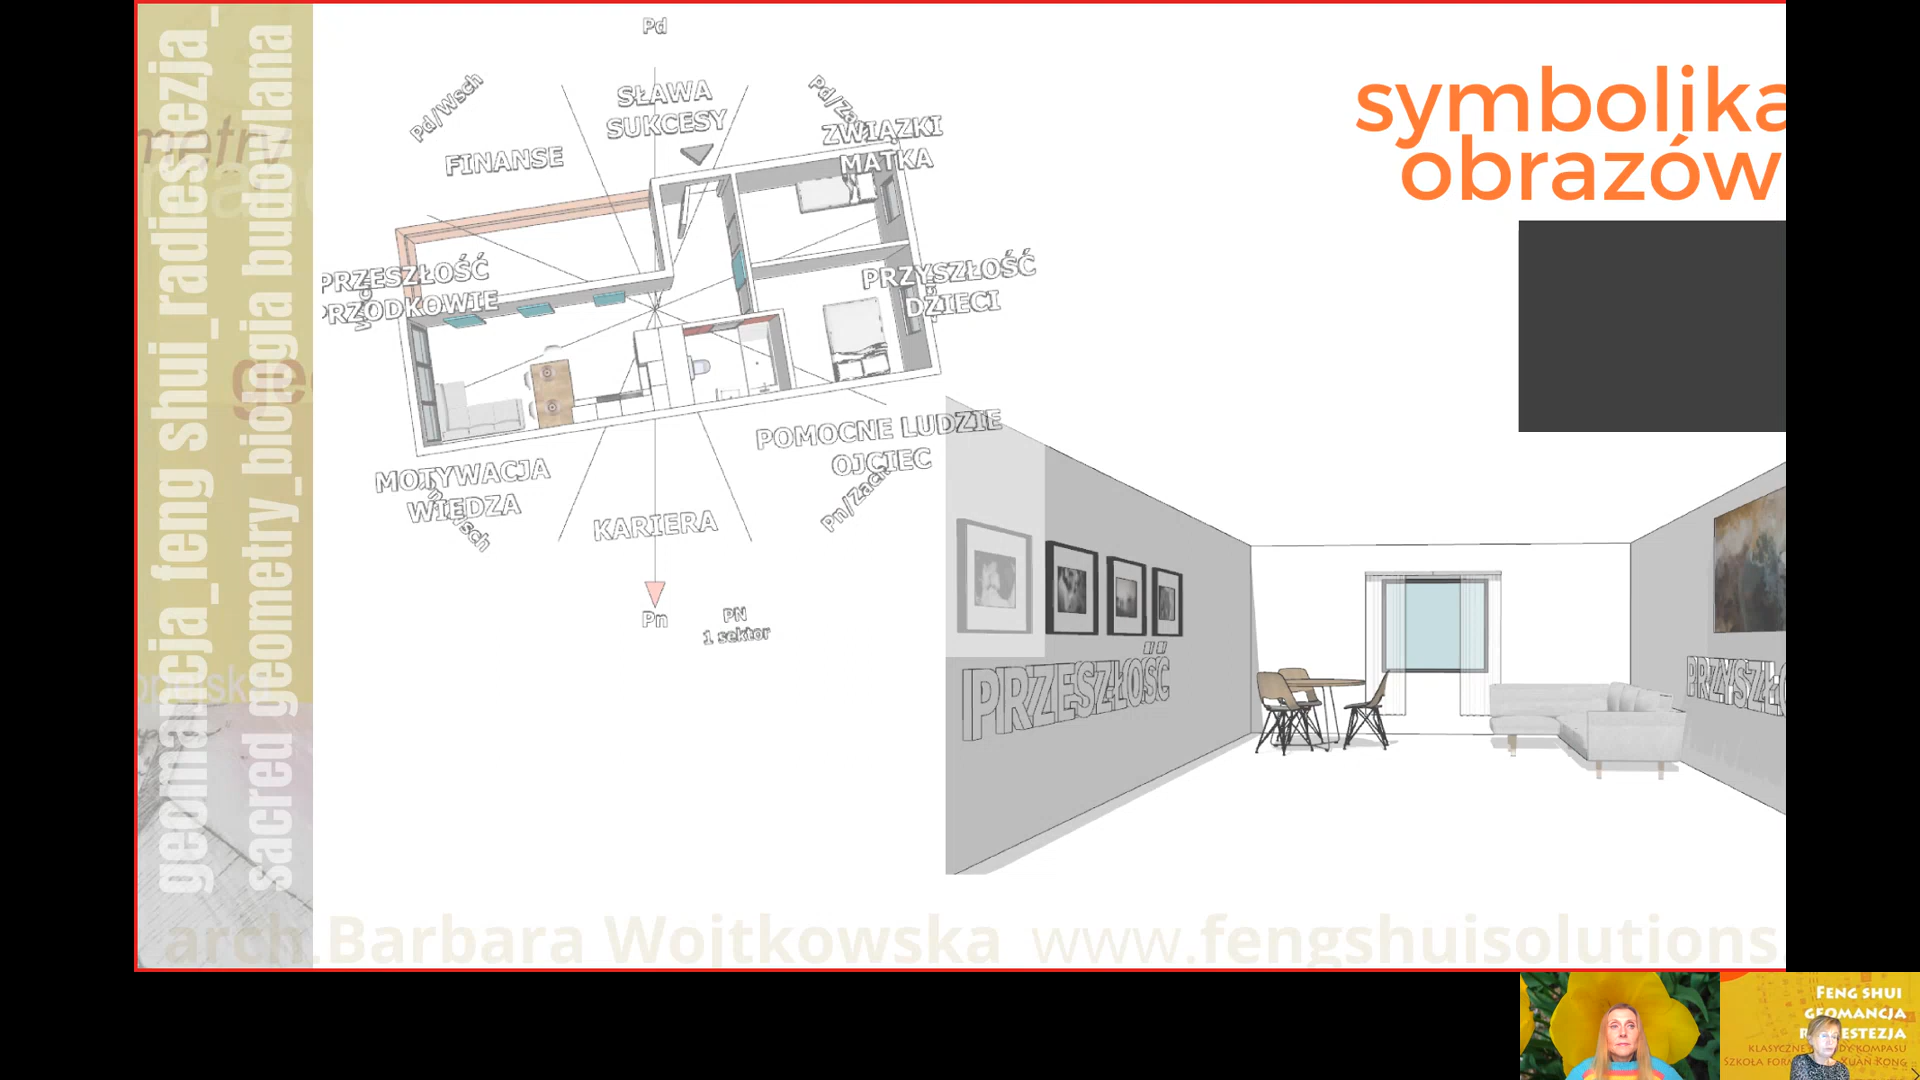 geomancja_feng shui_radiestezja_
sacred geometry_biologia budowlana
Pd
Pd/Wsch
SŁAWA
SUKCESY
FINANSE
ZWIĄZKI
MATKA
PRZESZŁOŚĆ
PRZODKOWIE
PRZYSZŁOŚĆ
DZIECI
MOTYWACJA
WIEDZA
POMOCNE LUDZIE
OJCIEC
Pn/Zach
KARIERA
Pn
PN
1 sektor
symbolika
obrazów
PRZESZŁOŚĆ
arch.Barbara Wojtkowska www.fengshuisolutions.
FENG SHUI
GEOMANCJA